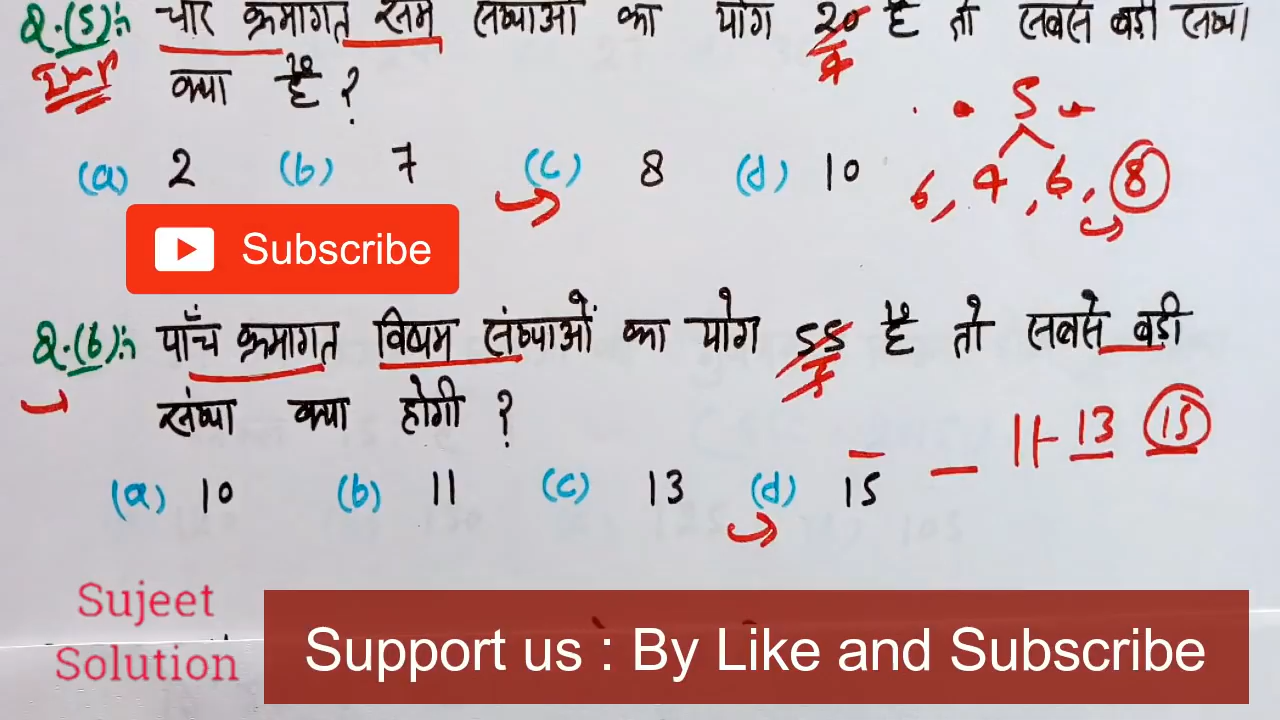 Q.(5):- चार क्रमागत सम संख्याओं का योग 20 है तो सबसे बड़ी संख्या
Imp क्या है ? 4
5
(a) 2 (b) 7 (c) 8 (d) 10 6, 4, 6, 8
Subscribe
Q.(6):- पाँच क्रमागत विषम संख्याओं का योग 55 है तो सबसे बड़ी
संख्या क्या होगी ?
11 13 15
(a) 10 (b) 11 (c) 13 (d) 15
Sujeet
Solution
Support us : By Like and Subscribe